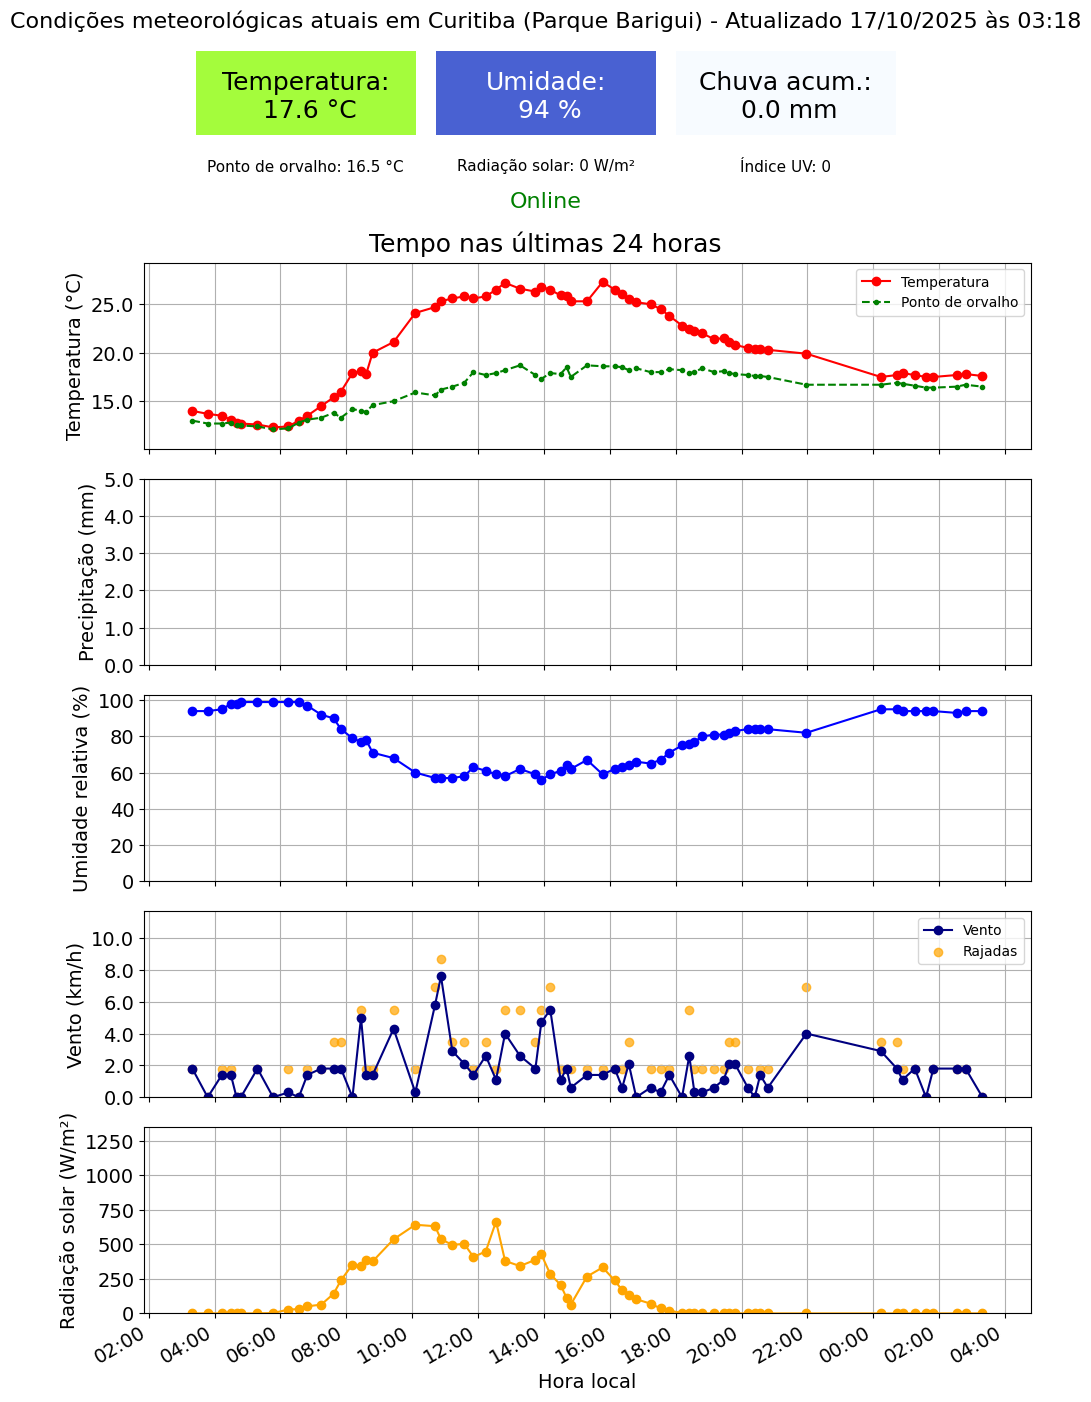 Condições meteorológicas atuais em Curitiba (Parque Barigui) - Atualizado 17/10/2025 às 03:18
Temperatura:
17.6 °C
Umidade:
94 %
Chuva acum.:
0.0 mm
Ponto de orvalho: 16.5 °C
Radiação solar: 0 W/m²
Índice UV: 0
Online
Tempo nas últimas 24 horas
Temperatura (°C)
25.0
20.0
15.0
Temperatura
Ponto de orvalho
Precipitação (mm)
5.0
4.0
3.0
2.0
1.0
0.0
Umidade relativa (%)
100
80
60
40
20
0
Vento (km/h)
10.0
8.0
6.0
4.0
2.0
0.0
Vento
Rajadas
Radiação solar (W/m²)
1250
1000
750
500
250
0
02:00
04:00
06:00
08:00
10:00
12:00
14:00
16:00
18:00
20:00
22:00
00:00
02:00
04:00
Hora local